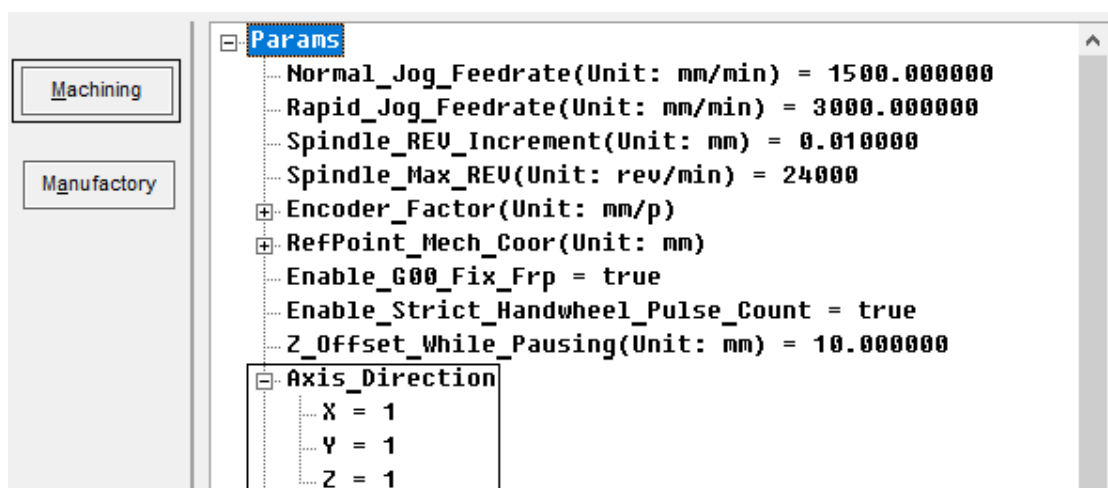 Machining
Manufactory
Params
Normal_Jog_Feedrate(Unit: mm/min) = 1500.000000
Rapid_Jog_Feedrate(Unit: mm/min) = 3000.000000
Spindle_REV_Increment(Unit: mm) = 0.010000
Spindle_Max_REV(Unit: rev/min) = 24000
Encoder_Factor(Unit: mm/p)
RefPoint_Mech_Coor(Unit: mm)
Enable_G00_Fix_Frp = true
Enable_Strict_Handwheel_Pulse_Count = true
Z_Offset_While_Pausing(Unit: mm) = 10.000000
Axis_Direction
X = 1
Y = 1
Z = 1